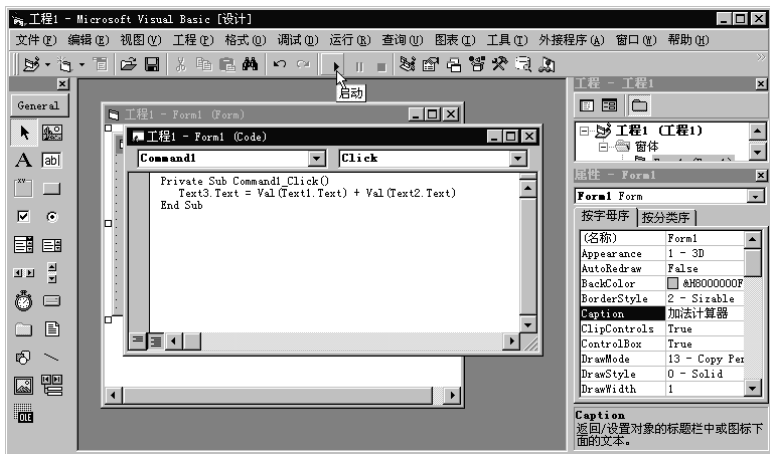 工程1 - Microsoft Visual Basic [设计]
文件(F) 编辑(E) 视图(V) 工程(P) 格式(O) 调试(D) 运行(R) 查询(U) 图表(I) 工具(T) 外接程序(A) 窗口(W) 帮助(H)
启动
General
A
ab|
OLE
工程1 - Form1 (Form)
工程1 - Form1 (Code)
Command1
Click
Private Sub Command1_Click()
Text3.Text = Val(Text1.Text) + Val(Text2.Text)
End Sub
工程 - 工程1
工程1 (工程1)
窗体
属性 - Form1
Form1 Form
按字母序 按分类序
(名称) Form1
Appearance 1 - 3D
AutoRedraw False
BackColor &H8000000F
BorderStyle 2 - Sizable
Caption 加法计算器
ClipControls True
ControlBox True
DrawMode 13 - Copy Per
DrawStyle 0 - Solid
DrawWidth 1
Caption
返回/设置对象的标题栏中或图标下
面的文本。